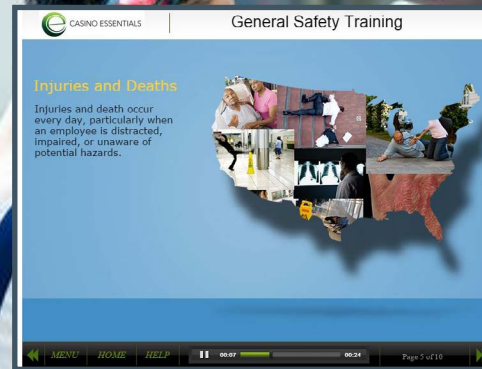 CASINO ESSENTIALS
General Safety Training
Injuries and Deaths
Injuries and death occur
every day, particularly when
an employee is distracted,
impaired, or unaware of
potential hazards.
MENU HOME HELP 00:07 00:24 Page 5 of 10